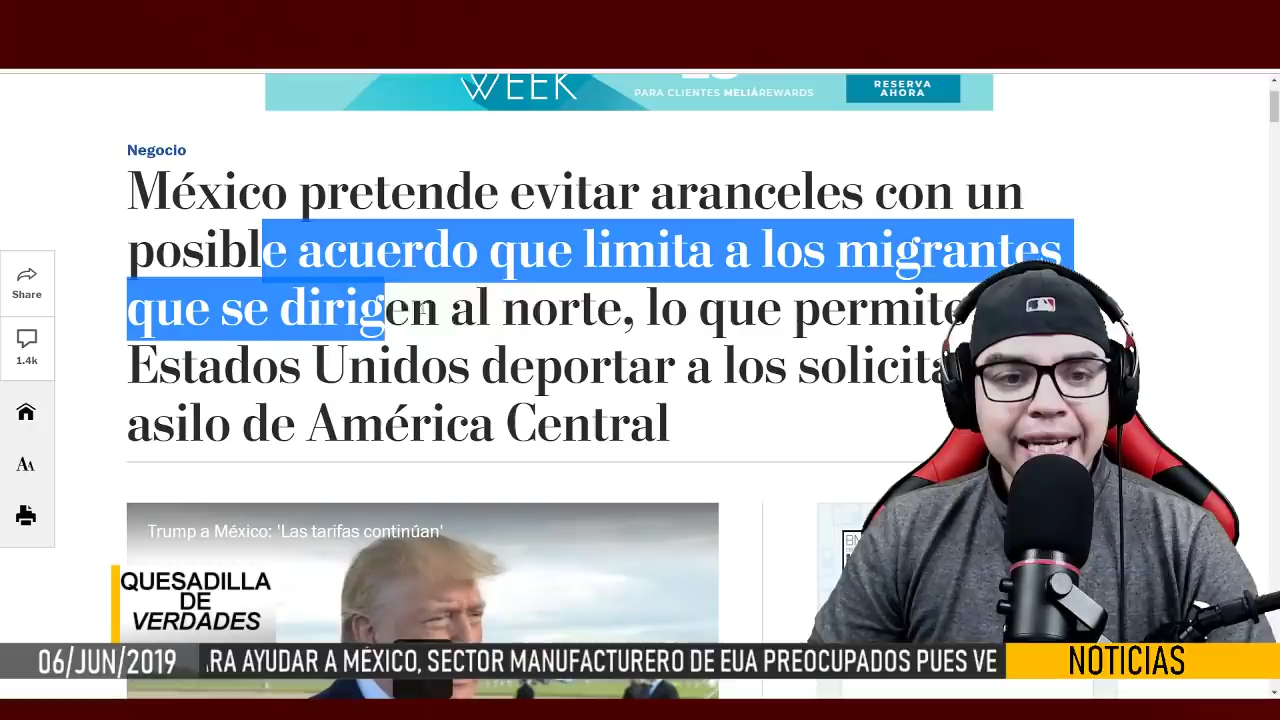 WEEK
PARA CLIENTES MELIÁREWARDS
RESERVA
AHORA
Negocio
México pretende evitar aranceles con un
posible acuerdo que limita a los migrantes
que se dirigen al norte, lo que permite
Estados Unidos deportar a los
asilo de América Central
Share
1.4k
Trump a México: 'Las tarifas continúan'
QUESADILLA
DE
VERDADES
06/JUN/2019
RA AYUDAR A MÉXICO, SECTOR MANUFACTURERO DE EUA PREOCUPADOS PUES VE
NOTICIAS